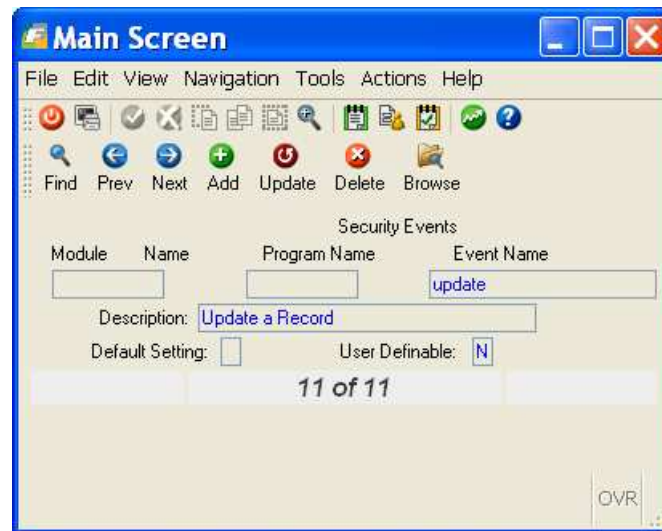 Main Screen
File Edit View Navigation Tools Actions Help
Find Prev Next Add Update Delete Browse
Security Events
Module Name Program Name Event Name
update
Description: Update a Record
Default Setting: User Definable: N
11 of 11
OVR